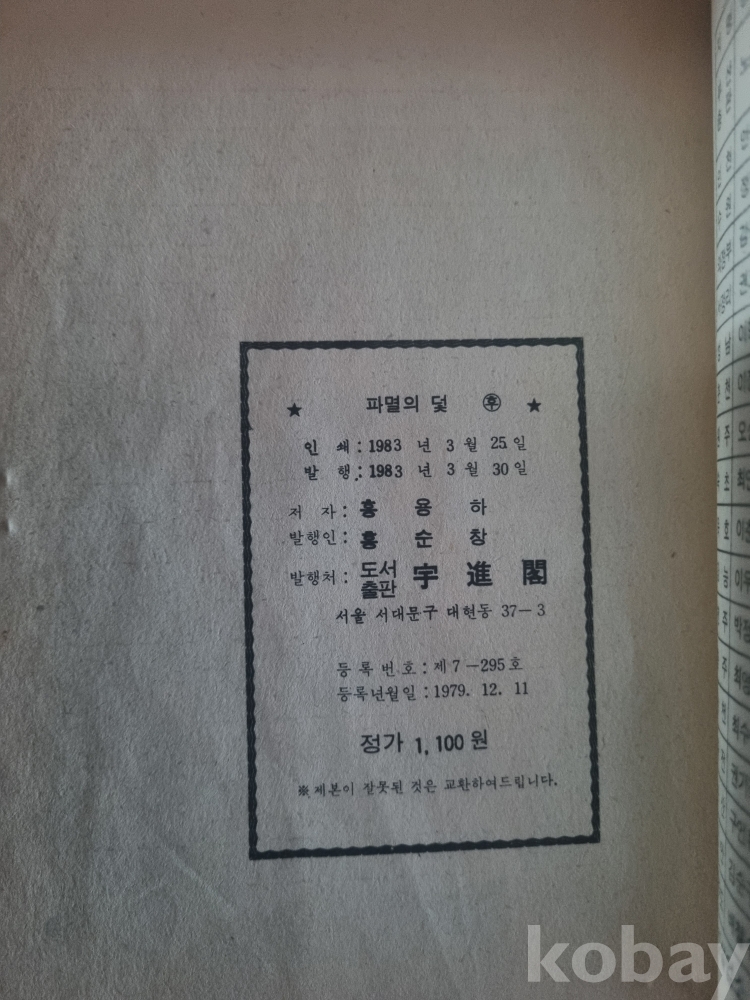 ★ 파멸의 덫 ㊝ ★
인 쇄 : 1983 년 3 월 25 일
발 행 : 1983 년 3 월 30 일
저 자 : 홍 용 하
발행인 : 홍 순 창
발행처 : 도서출판 宇 進 閣
서울 서대문구 대현동 37-3
등 록 번 호 : 제 7-295 호
등록년월일 : 1979. 12. 11
정가 1,100 원
※ 제본이 잘못된 것은 교환하여드립니다.
kobay